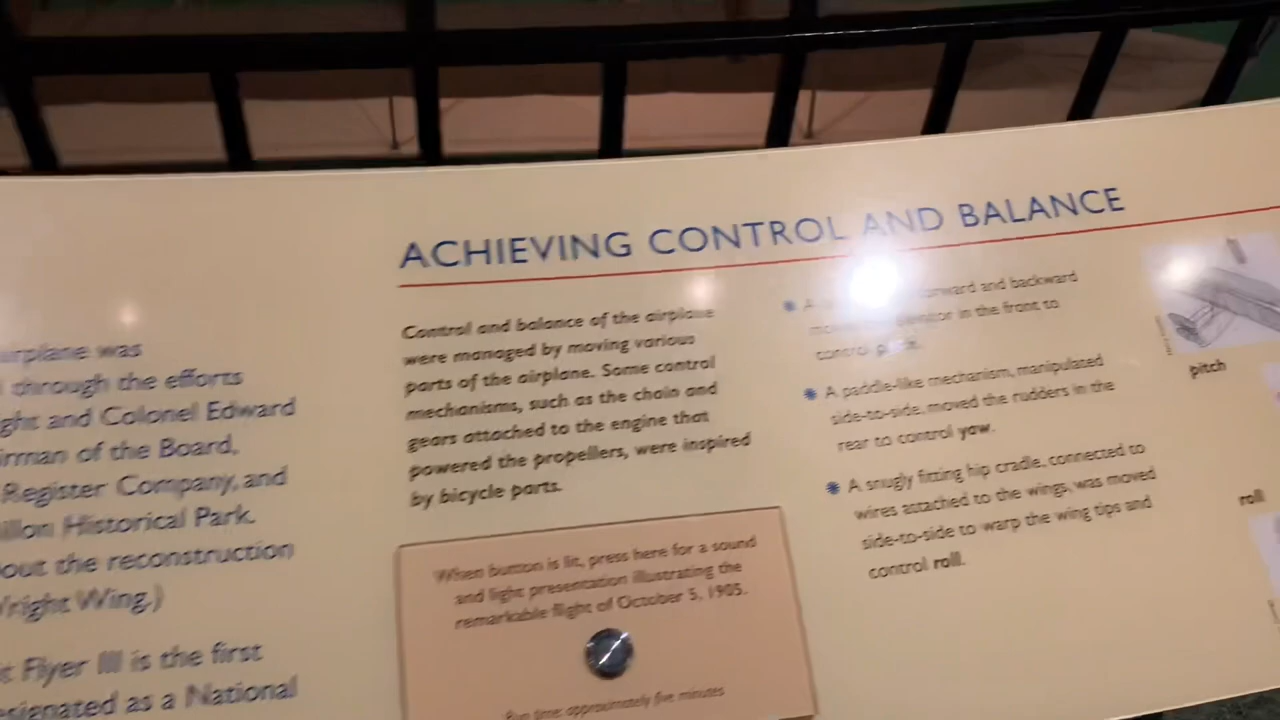 ACHIEVING CONTROL AND BALANCE
irplane was
through the efforts
ght and Colonel Edward
irman of the Board,
Register Company, and
illon Historical Park.
out the reconstruction
Wright Wing.)
t Flyer III is the first
esignated as a National
Control and balance of the airplane
were managed by moving various
parts of the airplane. Some control
mechanisms, such as the chain and
gears attached to the engine that
powered the propellers, were inspired
by bicycle parts.
When button is lit, press here for a sound
and light presentation illustrating the
remarkable flight of October 5, 1905.
Run time: approximately five minutes
A forward and backward
in the front to
control
A paddle-like mechanism, manipulated
side-to-side, moved the rudders in the
rear to control yaw.
A snugly fitting hip cradle, connected to
wires attached to the wings, was moved
side-to-side to warp the wing tips and
control roll.
pitch
roll